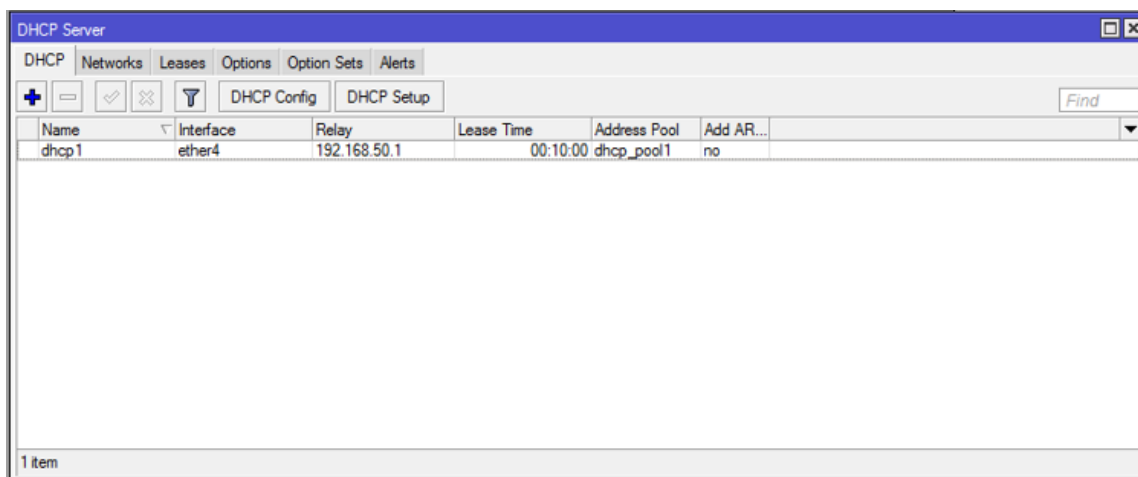 DHCP Server
DHCP Networks Leases Options Option Sets Alerts
DHCP Config DHCP Setup Find
Name Interface Relay Lease Time Address Pool Add AR...
dhcp1 ether4 192.168.50.1 00:10:00 dhcp_pool1 no
1 item